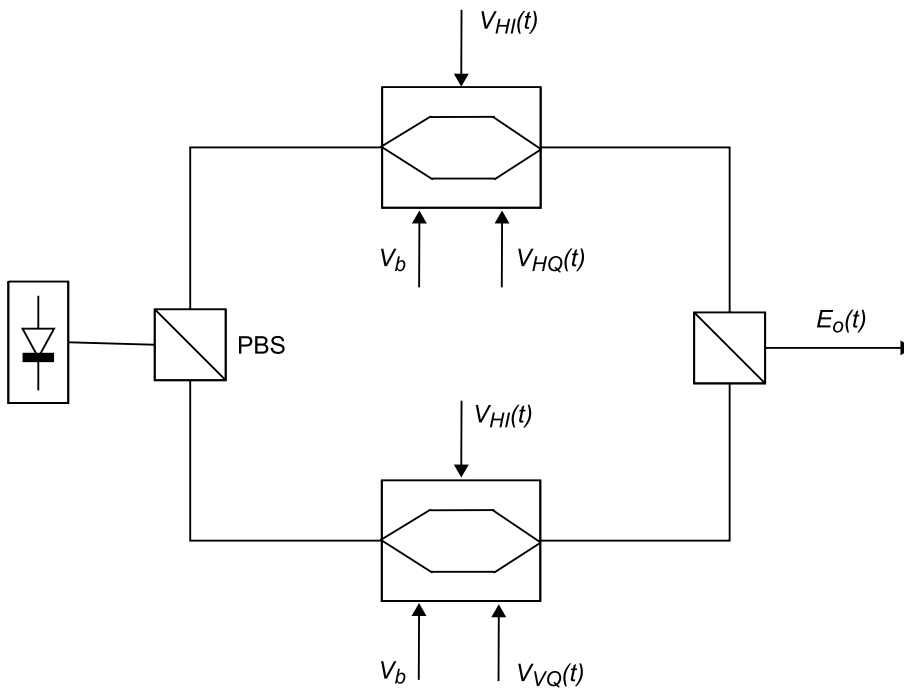 V_HI(t)
V_b
V_HQ(t)
PBS
E_o(t)
V_HI(t)
V_b
V_VQ(t)